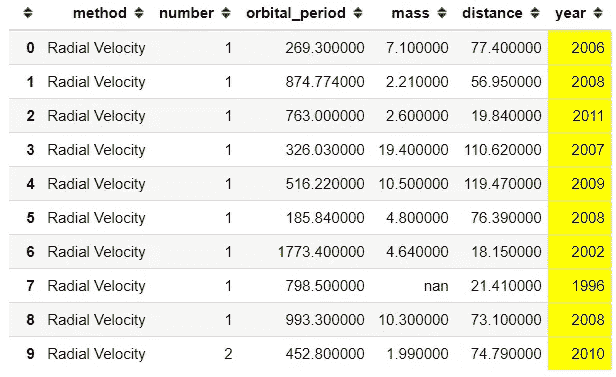 method number orbital_period mass distance year
0 Radial Velocity 1 269.300000 7.100000 77.400000 2006
1 Radial Velocity 1 874.774000 2.210000 56.950000 2008
2 Radial Velocity 1 763.000000 2.600000 19.840000 2011
3 Radial Velocity 1 326.030000 19.400000 110.620000 2007
4 Radial Velocity 1 516.220000 10.500000 119.470000 2009
5 Radial Velocity 1 185.840000 4.800000 76.390000 2008
6 Radial Velocity 1 1773.400000 4.640000 18.150000 2002
7 Radial Velocity 1 798.500000 nan 21.410000 1996
8 Radial Velocity 1 993.300000 10.300000 73.100000 2008
9 Radial Velocity 2 452.800000 1.990000 74.790000 2010